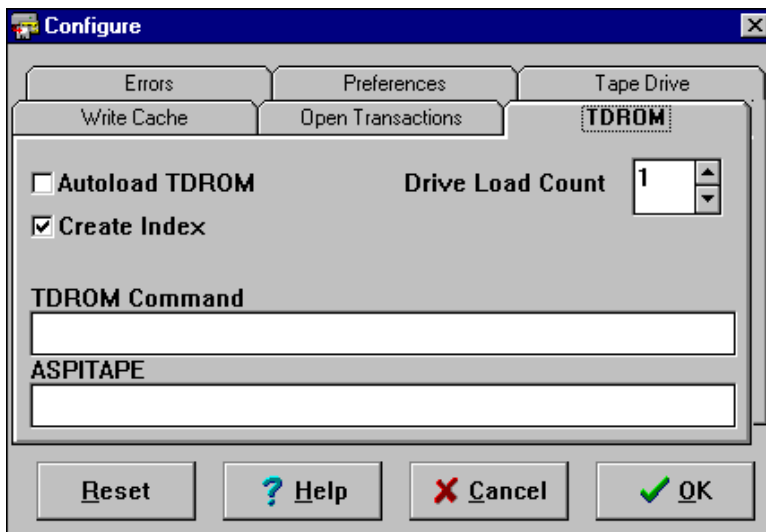 Configure
Errors
Preferences
Tape Drive
Write Cache
Open Transactions
TDROM
Autoload TDROM
Drive Load Count
1
Create Index
TDROM Command
ASPITAPE
Reset
? Help
Cancel
OK